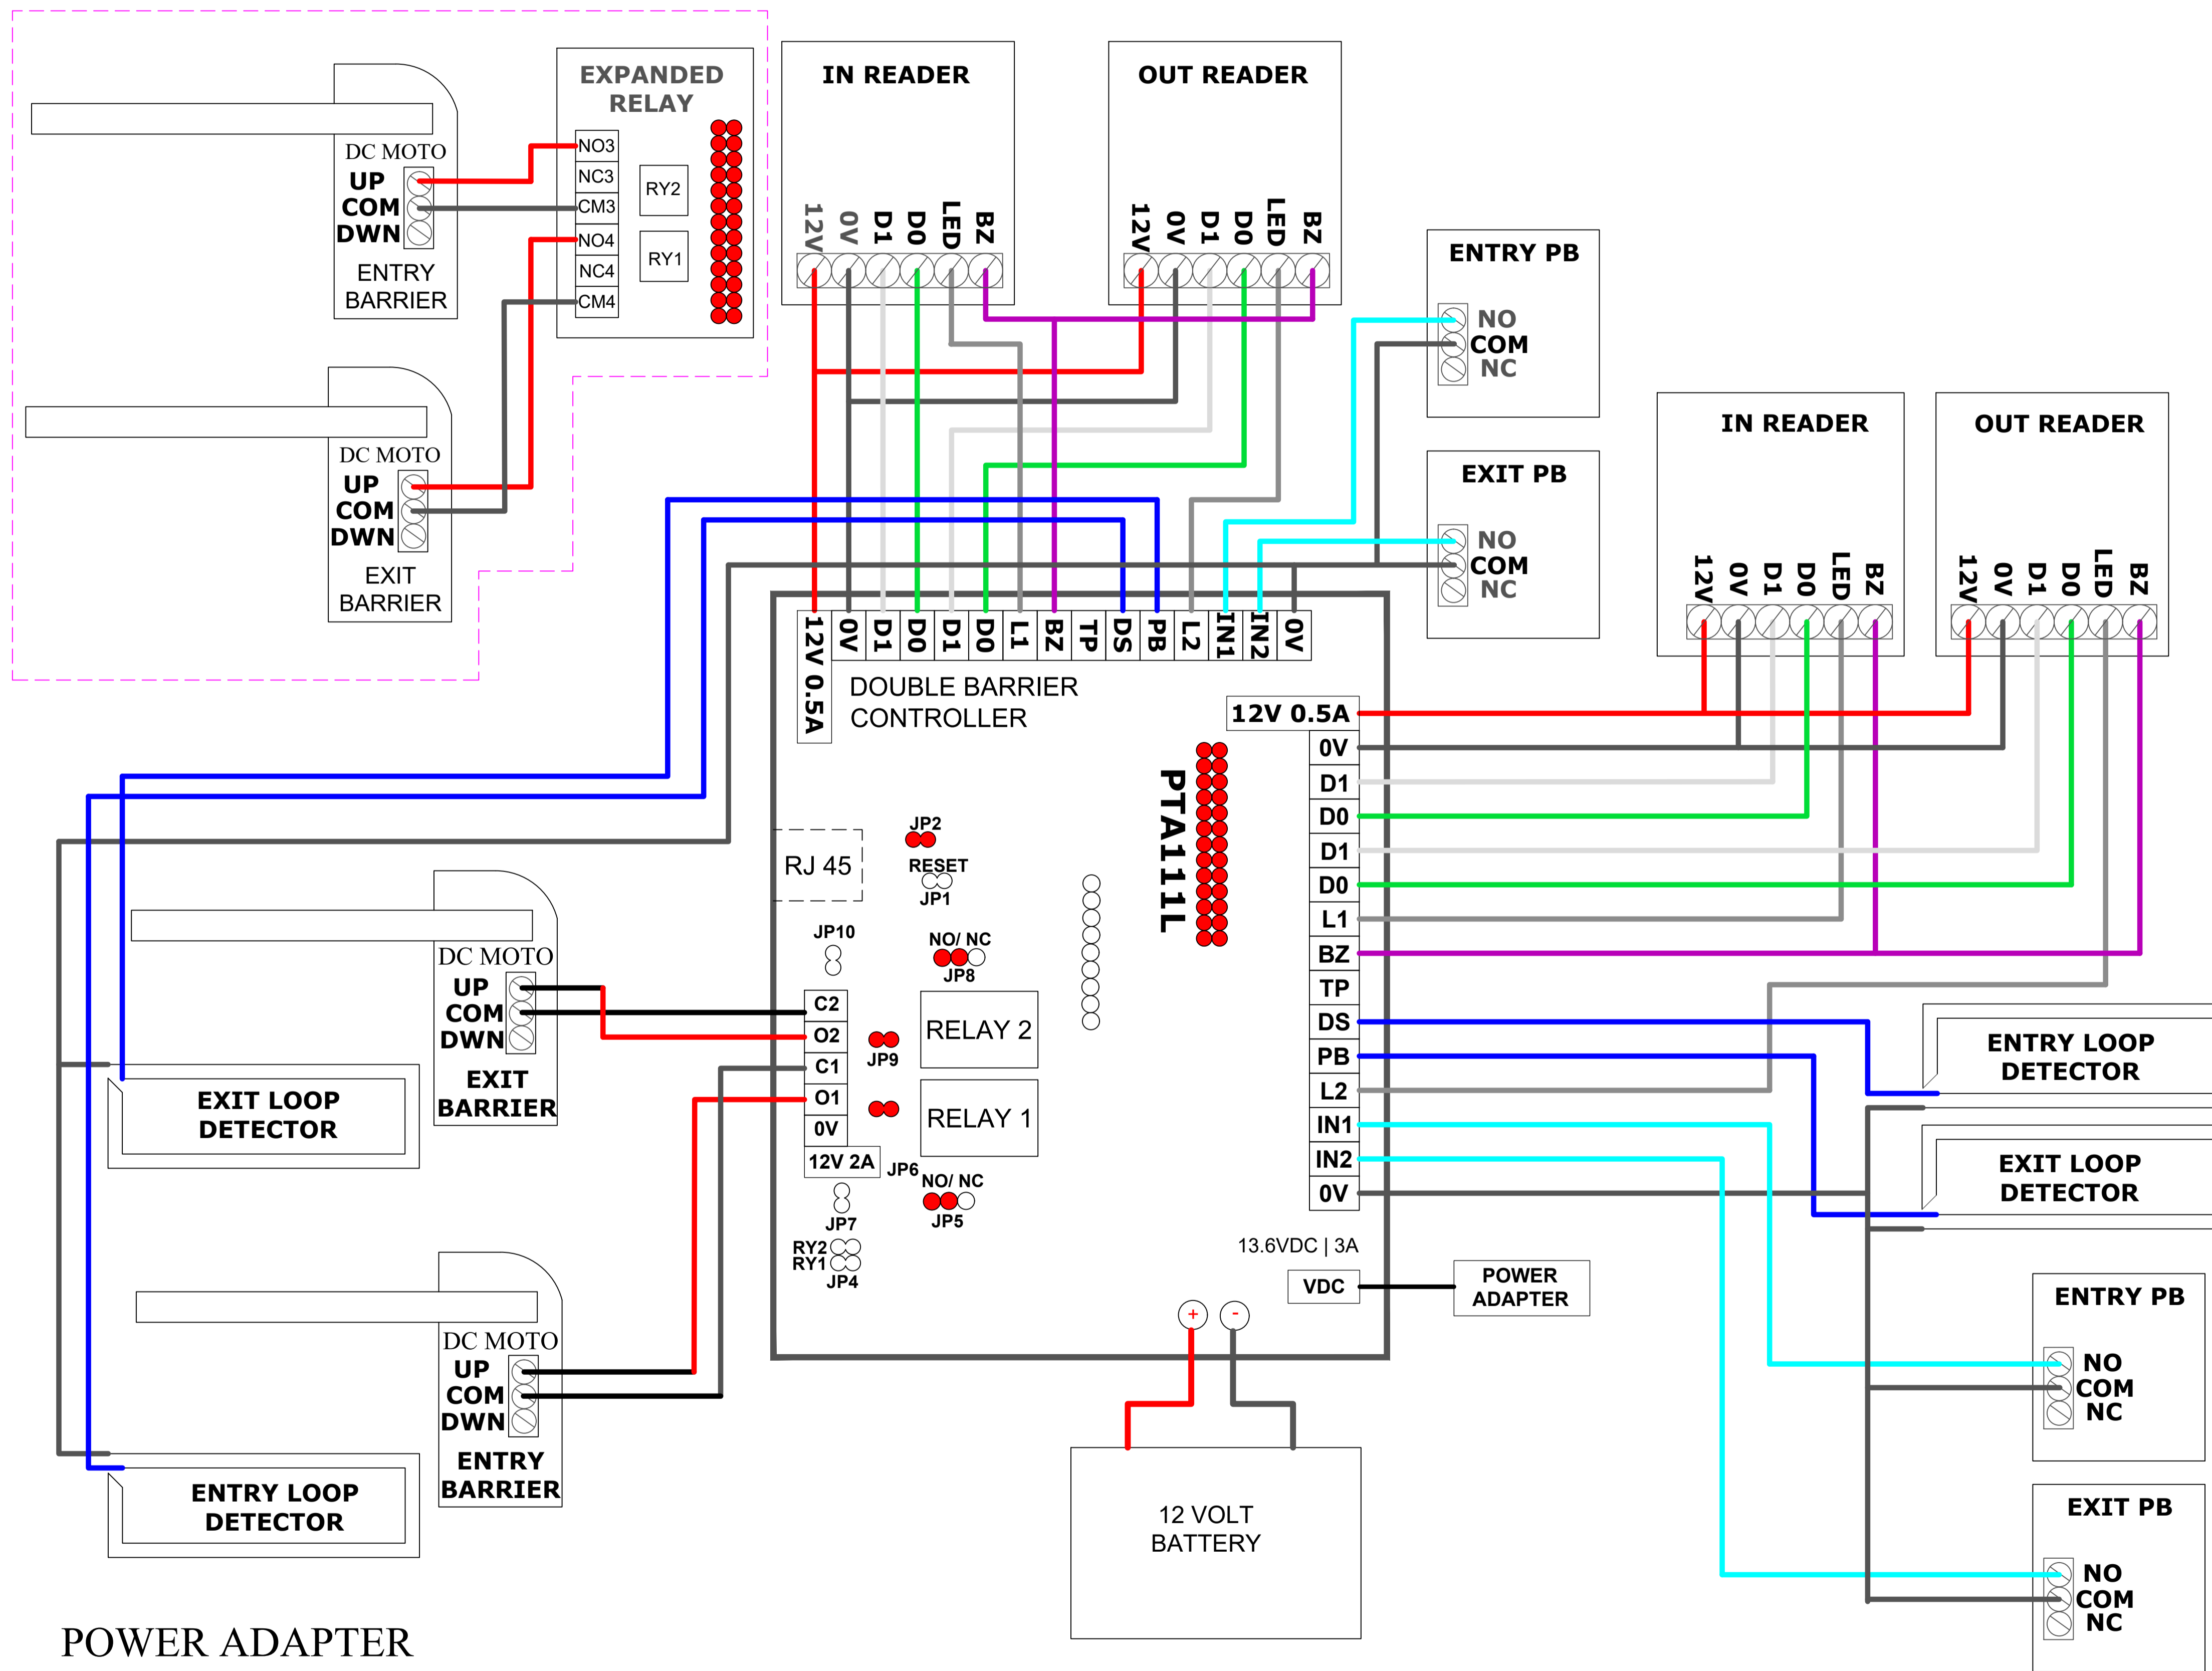 EXPANDED
RELAY
NO3
NC3
CM3
NO4
NC4
CM4
RY2
RY1
DC MOTO
UP
COM
DWN
ENTRY
BARRIER
DC MOTO
UP
COM
DWN
EXIT
BARRIER
IN READER
12V 0V D1 D0 LED BZ
OUT READER
12V 0V D1 D0 LED BZ
ENTRY PB
NO
COM
NC
EXIT PB
NO
COM
NC
IN READER
12V 0V D1 D0 LED BZ
OUT READER
12V 0V D1 D0 LED BZ
12V 0.5A 0V D1 D0 D1 D0 L1 BZ TP DS PB L2 IN1 IN2 0V
DOUBLE BARRIER
CONTROLLER
12V 0.5A
0V
D1
D0
D1
D0
L1
BZ
TP
DS
PB
L2
IN1
IN2
0V
PTA111L
JP2
RJ 45
RESET
JP1
JP10
NO/ NC
JP8
C2
O2
C1
O1
0V
12V 2A
JP9
RELAY 2
RELAY 1
JP6
NO/ NC
JP5
JP7
RY2
RY1
JP4
13.6VDC | 3A
VDC
POWER
ADAPTER
+ -
12 VOLT
BATTERY
DC MOTO
UP
COM
DWN
EXIT
BARRIER
EXIT LOOP
DETECTOR
DC MOTO
UP
COM
DWN
ENTRY
BARRIER
ENTRY LOOP
DETECTOR
ENTRY LOOP
DETECTOR
EXIT LOOP
DETECTOR
ENTRY PB
NO
COM
NC
EXIT PB
NO
COM
NC
POWER ADAPTER